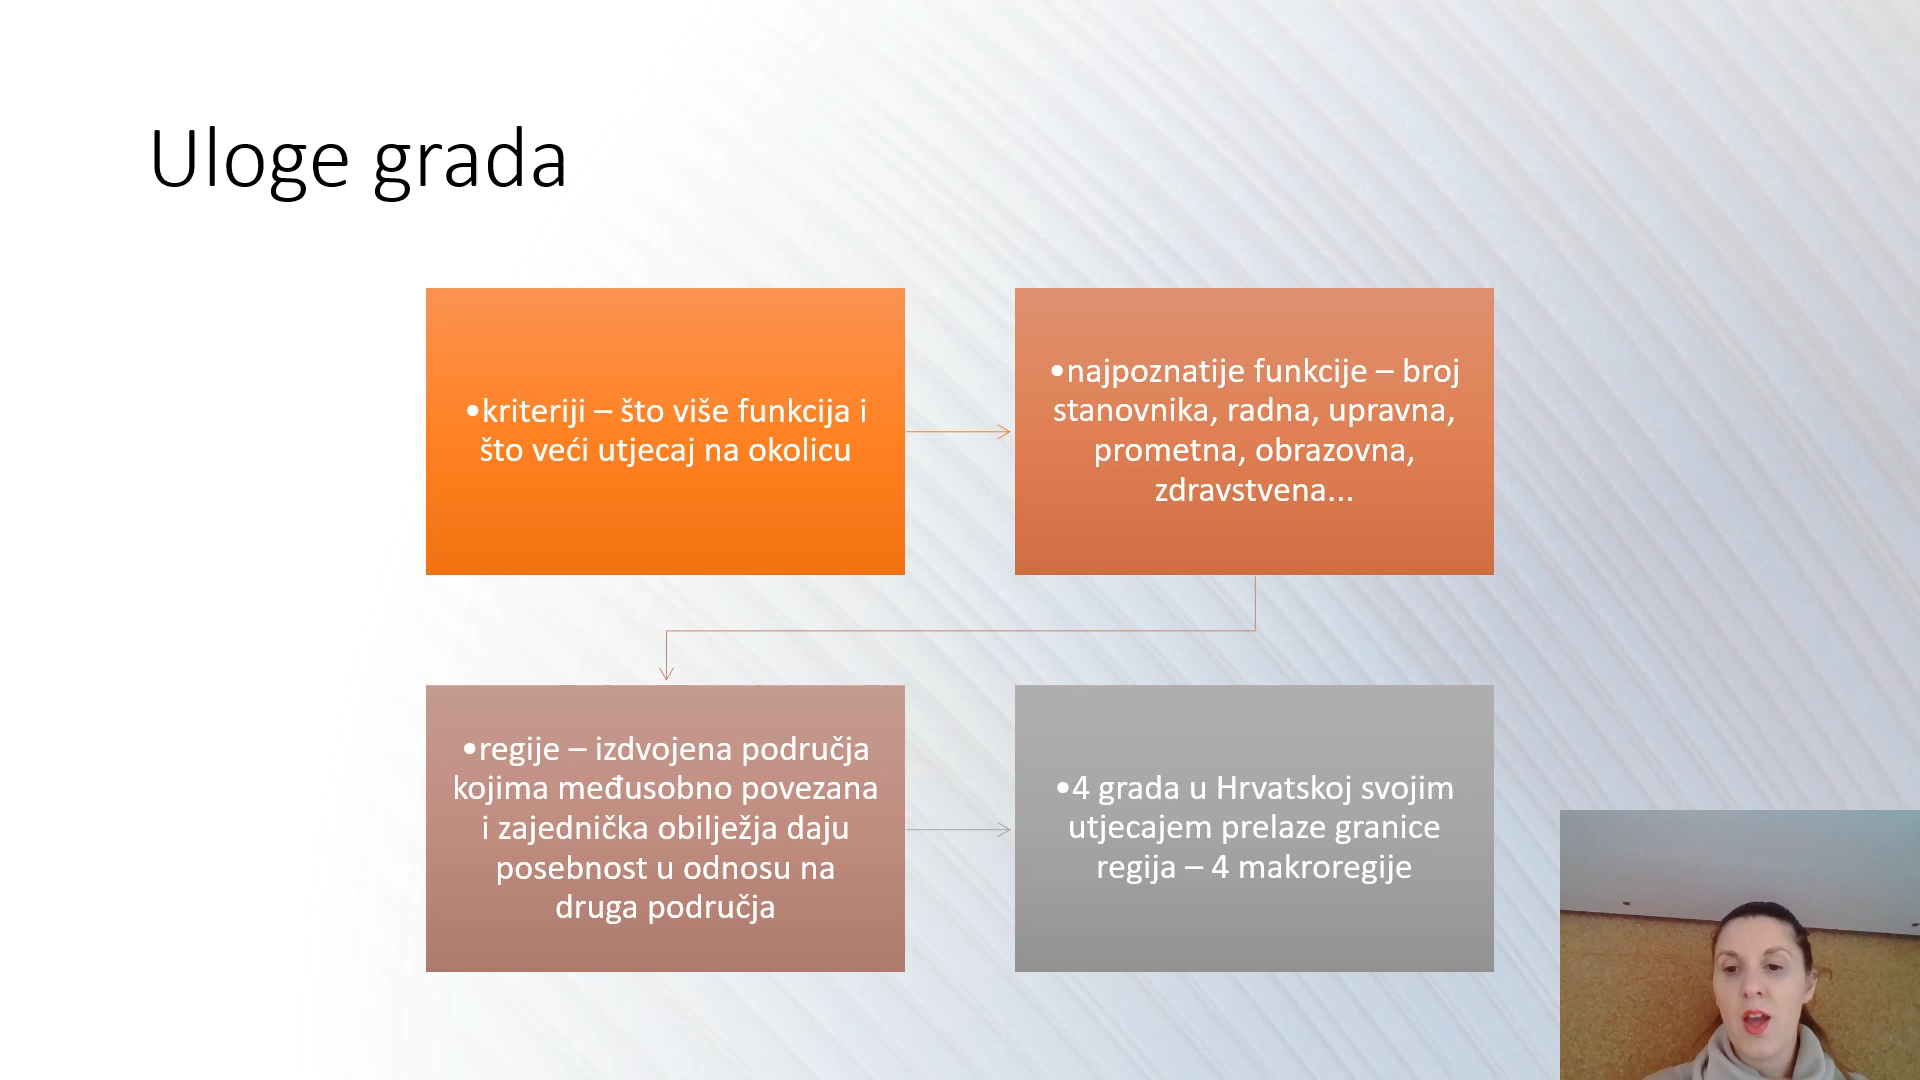 Uloge grada
•kriteriji – što više funkcija i
što veći utjecaj na okolicu
•najpoznatije funkcije – broj
stanovnika, radna, upravna,
prometna, obrazovna,
zdravstvena...
•regije – izdvojena područja
kojima međusobno povezana
i zajednička obilježja daju
posebnost u odnosu na
druga područja
•4 grada u Hrvatskoj svojim
utjecajem prelaze granice
regija – 4 makroregije